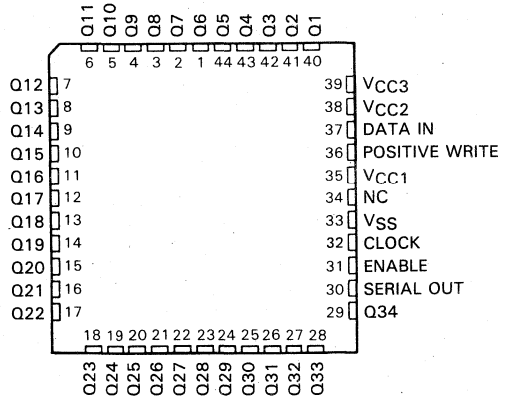 Q11 Q10 Q9 Q8 Q7 Q6 Q5 Q4 Q3 Q2 Q1
6 5 4 3 2 1 44 43 42 41 40
Q12 7
Q13 8
Q14 9
Q15 10
Q16 11
Q17 12
Q18 13
Q19 14
Q20 15
Q21 16
Q22 17
39 VCC3
38 VCC2
37 DATA IN
36 POSITIVE WRITE
35 VCC1
34 NC
33 VSS
32 CLOCK
31 ENABLE
30 SERIAL OUT
29 Q34
18 19 20 21 22 23 24 25 26 27 28
Q23 Q24 Q25 Q26 Q27 Q28 Q29 Q30 Q31 Q32 Q33